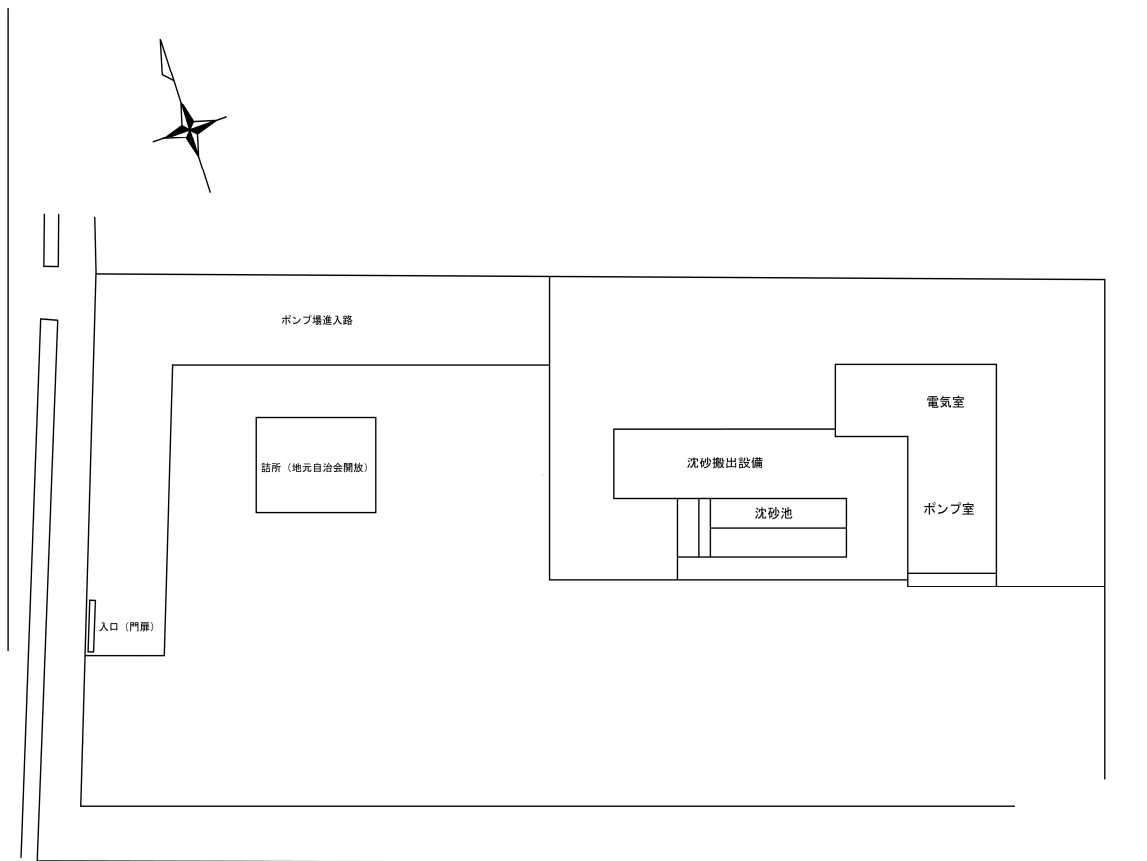 ポンプ場進入路
電気室
沈砂搬出設備
詰所（地元自治会開放）
ポンプ室
沈砂池
入口（門扉）